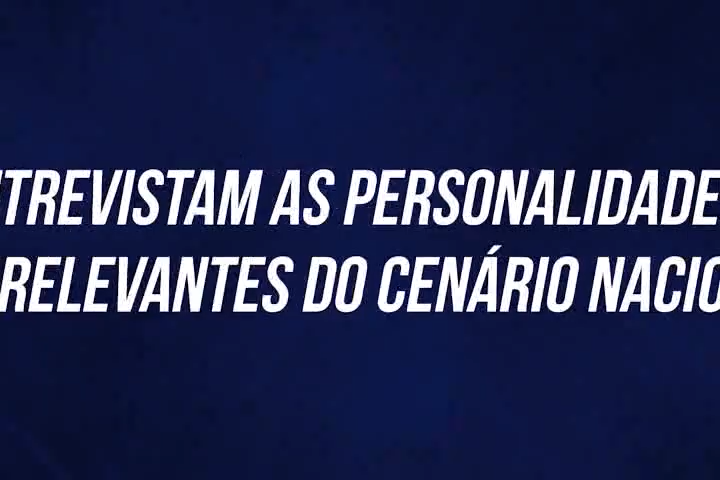 TREVISTAM AS PERSONALIDADE
RELEVANTES DO CENÁRIO NACIO